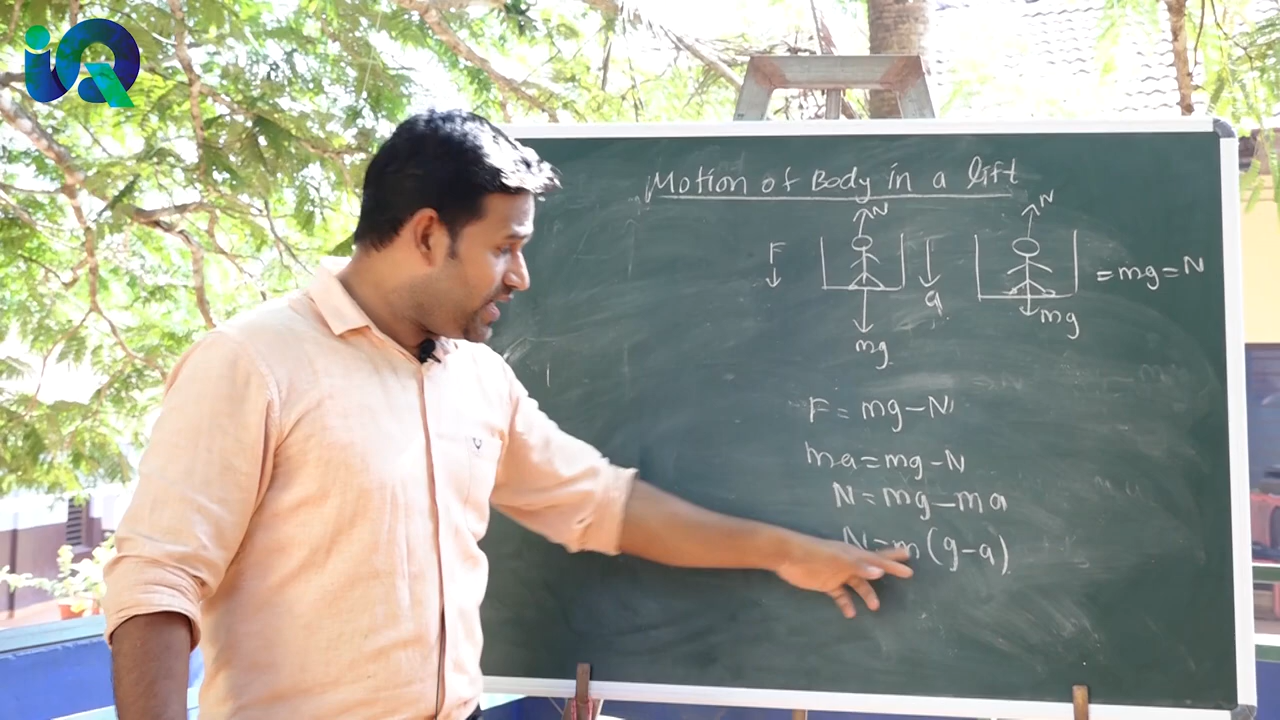 iQ
Motion of Body in a lift
N
N
F
a
= mg = N
mg
mg
F = mg - N
ma = mg - N
N = mg - ma
N = m(g - a)